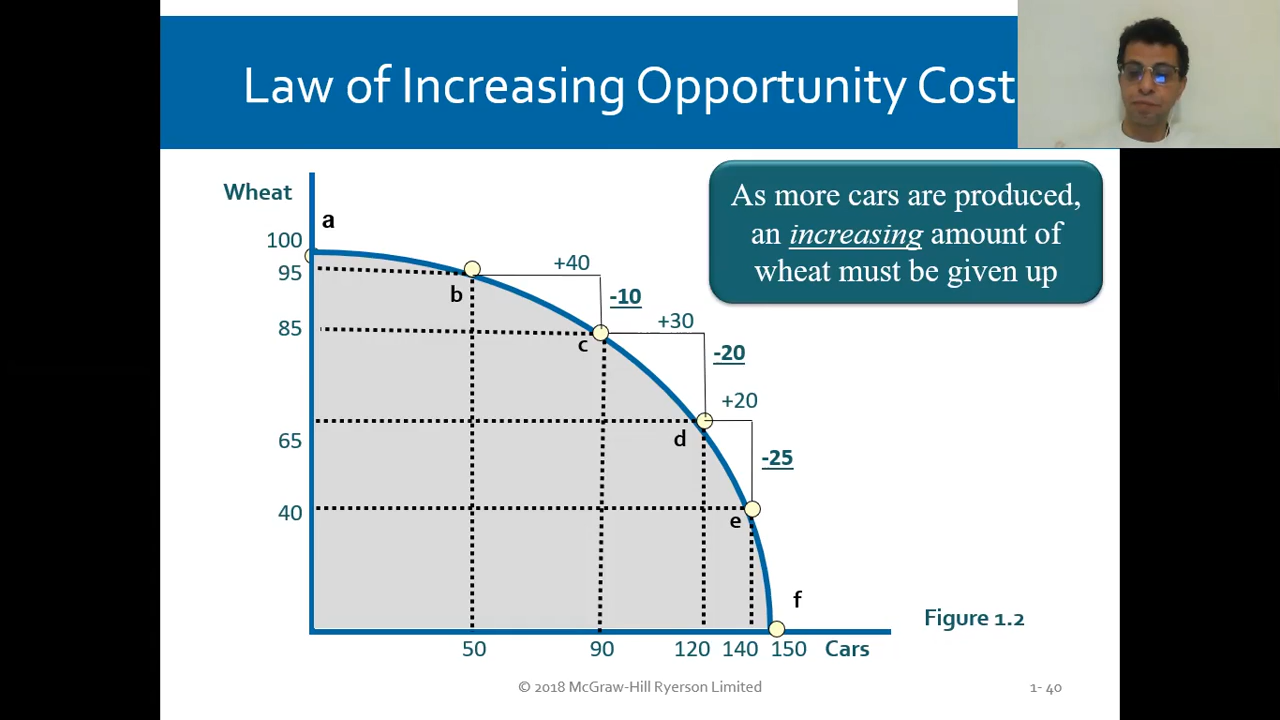 Law of Increasing Opportunity Cost
Wheat
As more cars are produced,
an increasing amount of
wheat must be given up
a
100
95
b
+40
-10
85
c
+30
-20
+20
65
d
-25
40
e
f
Figure 1.2
50
90
120
140
150
Cars
© 2018 McGraw-Hill Ryerson Limited
1- 40